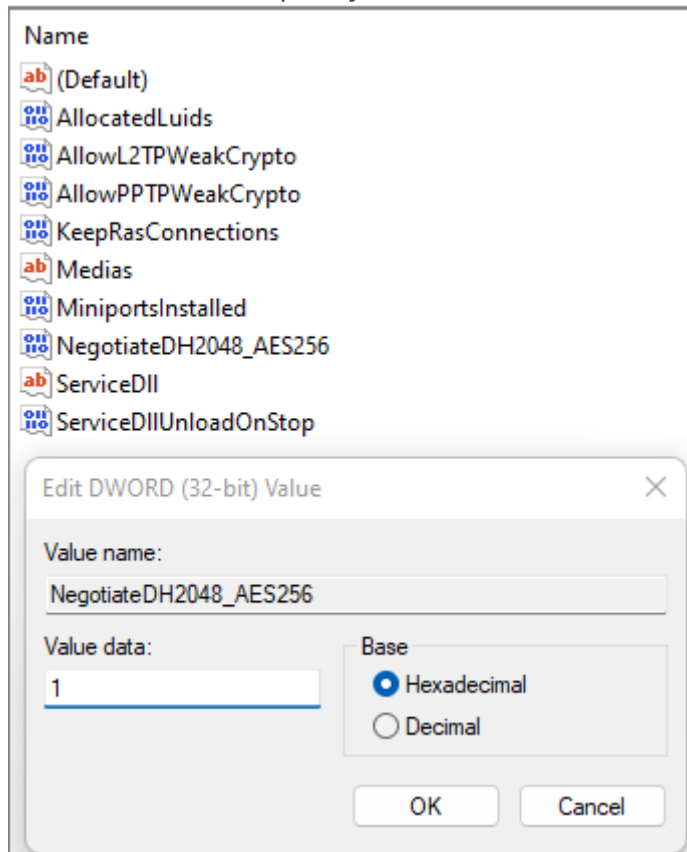 Name
(Default)
AllocatedLuids
AllowL2TPWeakCrypto
AllowPPTPWeakCrypto
KeepRasConnections
Medias
MiniportsInstalled
NegotiateDH2048_AES256
ServiceDll
ServiceDllUnloadOnStop
Edit DWORD (32-bit) Value
Value name:
NegotiateDH2048_AES256
Value data:
Base
1
Hexadecimal
Decimal
OK
Cancel